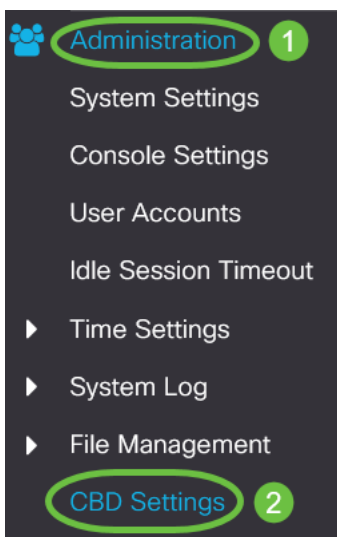 Administration 1
System Settings
Console Settings
User Accounts
Idle Session Timeout
Time Settings
System Log
File Management
CBD Settings 2